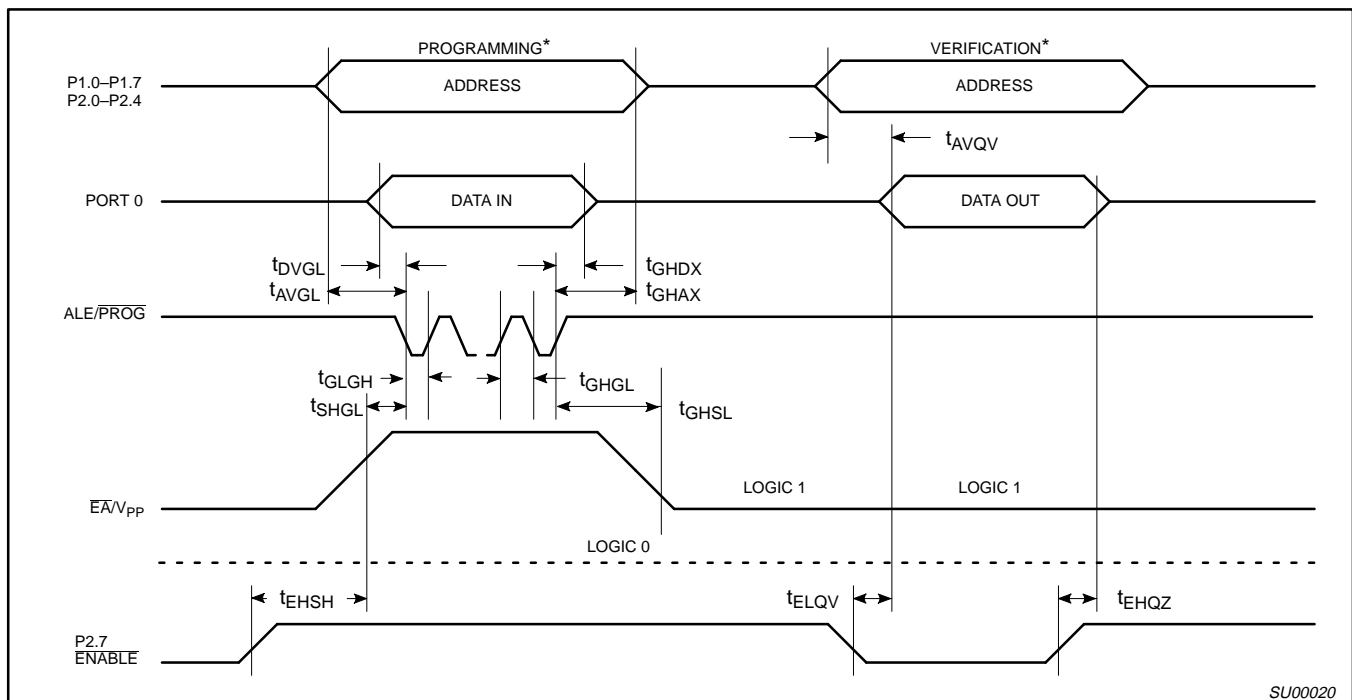 PROGRAMMING*
VERIFICATION*
P1.0–P1.7
P2.0–P2.4
ADDRESS
ADDRESS
tAVQV
PORT 0
DATA IN
DATA OUT
tDVGL
tGHDX
tAVGL
tGHAX
ALE/PROG
tGLGH
tGHGL
tSHGL
tGHSL
LOGIC 1
LOGIC 1
EA/VPP
LOGIC 0
tEHSH
tELQV
tEHQZ
P2.7
ENABLE
SU00020